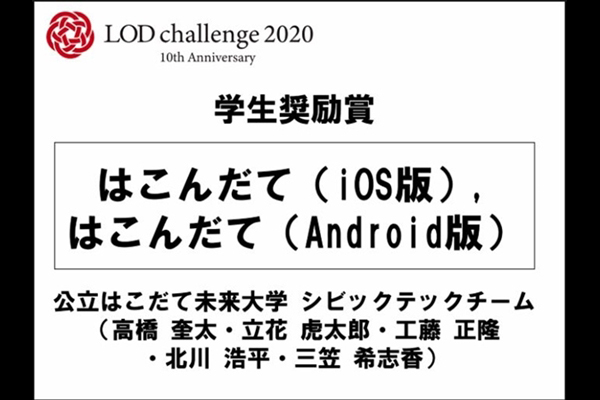 LOD challenge 2020
10th Anniversary
学生奨励賞
はこんだて（iOS版）,
はこんだて（Android版）
公立はこだて未来大学 シビックテックチーム
（高橋 奎太・立花 虎太郎・工藤 正隆
・北川 浩平・三笠 希志香）